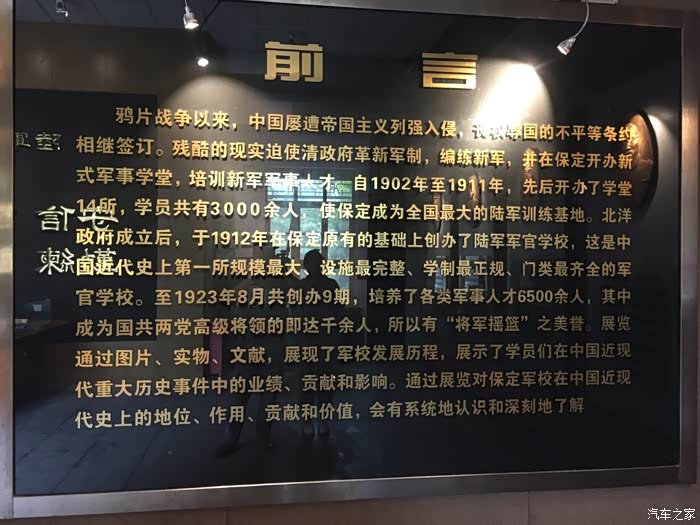 前言
鸦片战争以来，中国屡遭帝国主义列强入侵，丧权辱国的不平等条约
相继签订。残酷的现实迫使清政府革新军制，编练新军，并在保定开办新
式军事学堂，培训新军军事人才。自1902年至1911年，先后开办了学堂
14所，学员共有3000余人，使保定成为全国最大的陆军训练基地。北洋
政府成立后，于1912年在保定原有的基础上创办了陆军军官学校，这是中
国近代史上第一所规模最大、设施最完整、学制最正规、门类最齐全的军
官学校。至1923年8月共创办9期，培养了各类军事人才6500余人，其中
成为国共两党高级将领的即达千余人，所以有“将军摇篮”之美誉。展览
通过图片、实物、文献，展现了军校发展历程，展示了学员们在中国近现
代重大历史事件中的业绩、贡献和影响。通过展览对保定军校在中国近现
代史上的地位、作用、贡献和价值，会有系统地认识和深刻地了解
汽车之家